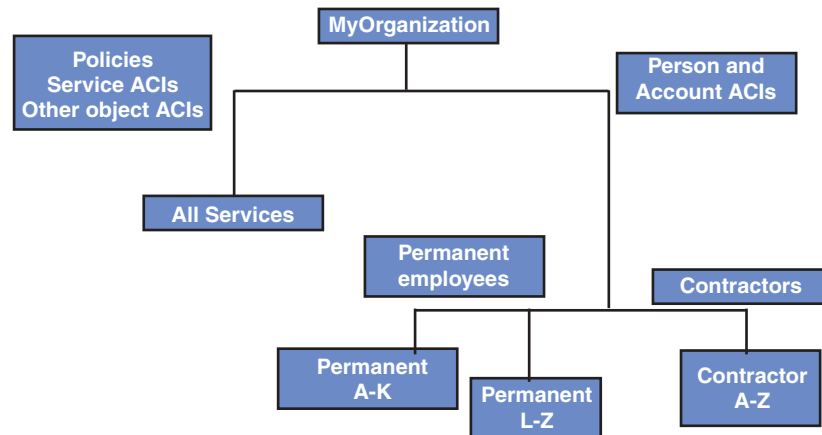 MyOrganization
Policies
Service ACIs
Other object ACIs
Person and
Account ACIs
All Services
Permanent
employees
Contractors
Permanent
A-K
Permanent
L-Z
Contractor
A-Z